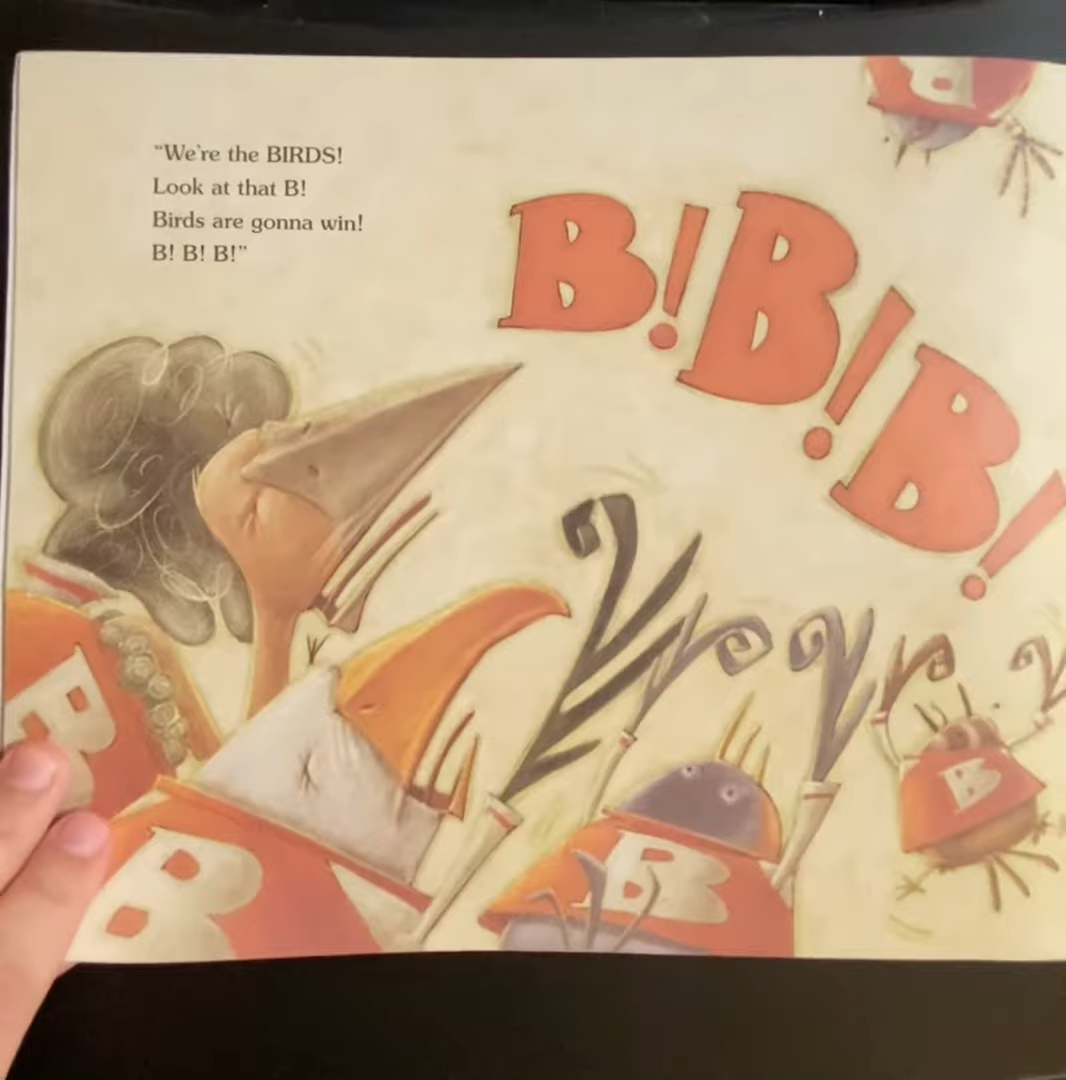 “We're the BIRDS!
Look at that B!
Birds are gonna win!
B! B! B!”
B! B! B!
B
B
B
B
B